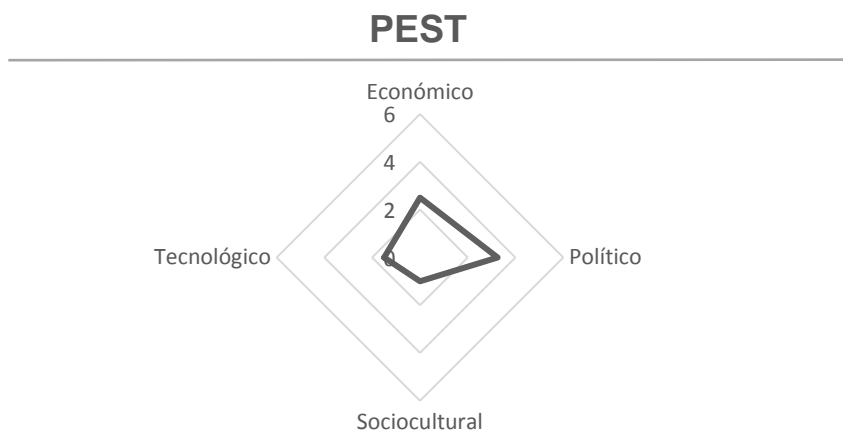 PEST
Económico
6
4
2
0
Tecnológico
Político
Sociocultural